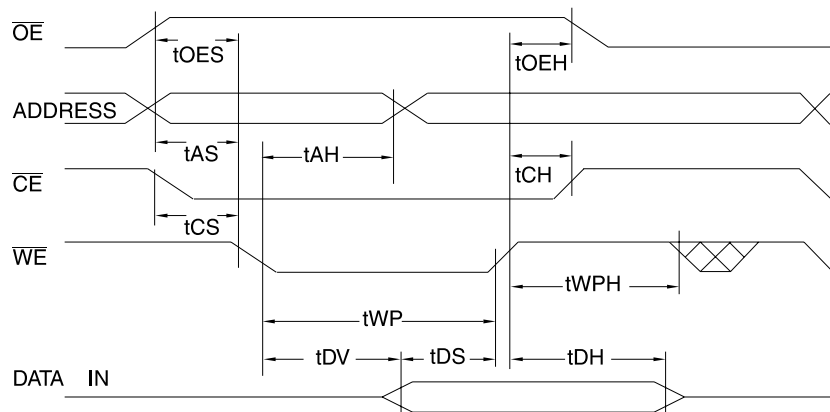 OE
tOES
tOEH
ADDRESS
tAS
tAH
tCH
CE
tCS
WE
tWPH
tWP
tDV
tDS
tDH
DATA IN